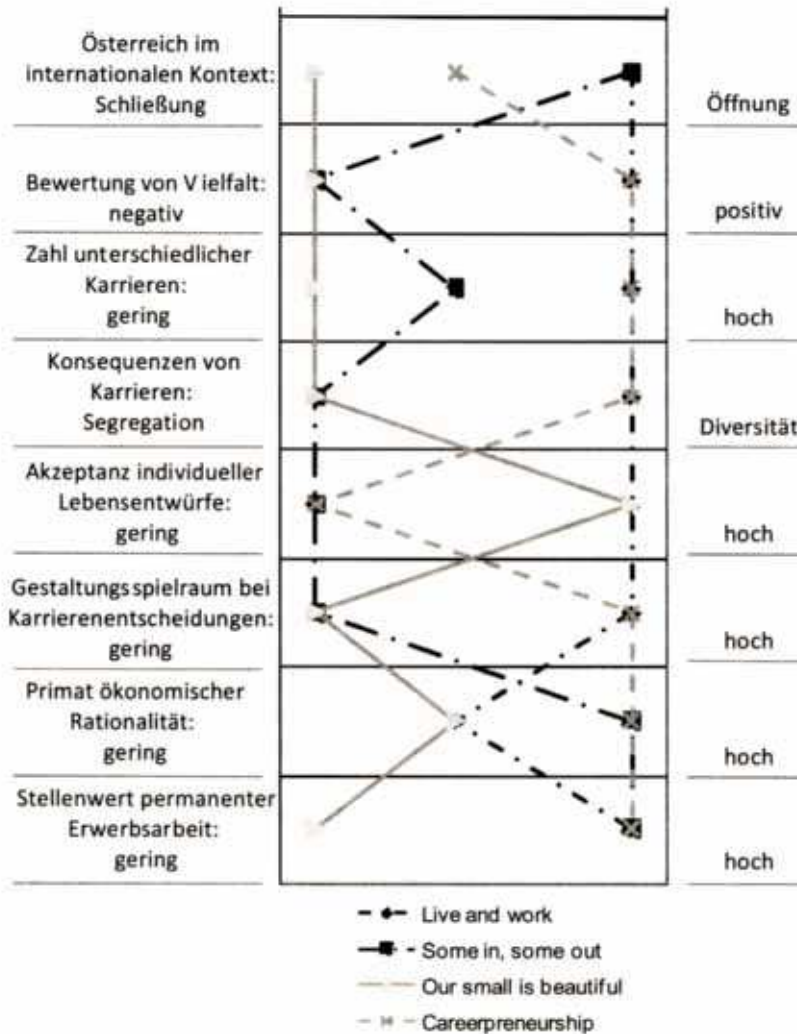 Österreich im
internationalen Kontext:
Schließung
Öffnung
Bewertung von V ielfalt:
negativ
positiv
Zahl unterschiedlicher
Karrieren:
gering
hoch
Konsequenzen von
Karrieren:
Segregation
Diversität
Akzeptanz individueller
Lebensentwürfe:
gering
hoch
Gestaltungsspielraum bei
Karrierenentscheidungen:
gering
hoch
Primat ökonomischer
Rationalität:
gering
hoch
Stellenwert permanenter
Erwerbsarbeit:
gering
hoch
Live and work
Some in, some out
Our small is beautiful
Careerpreneurship